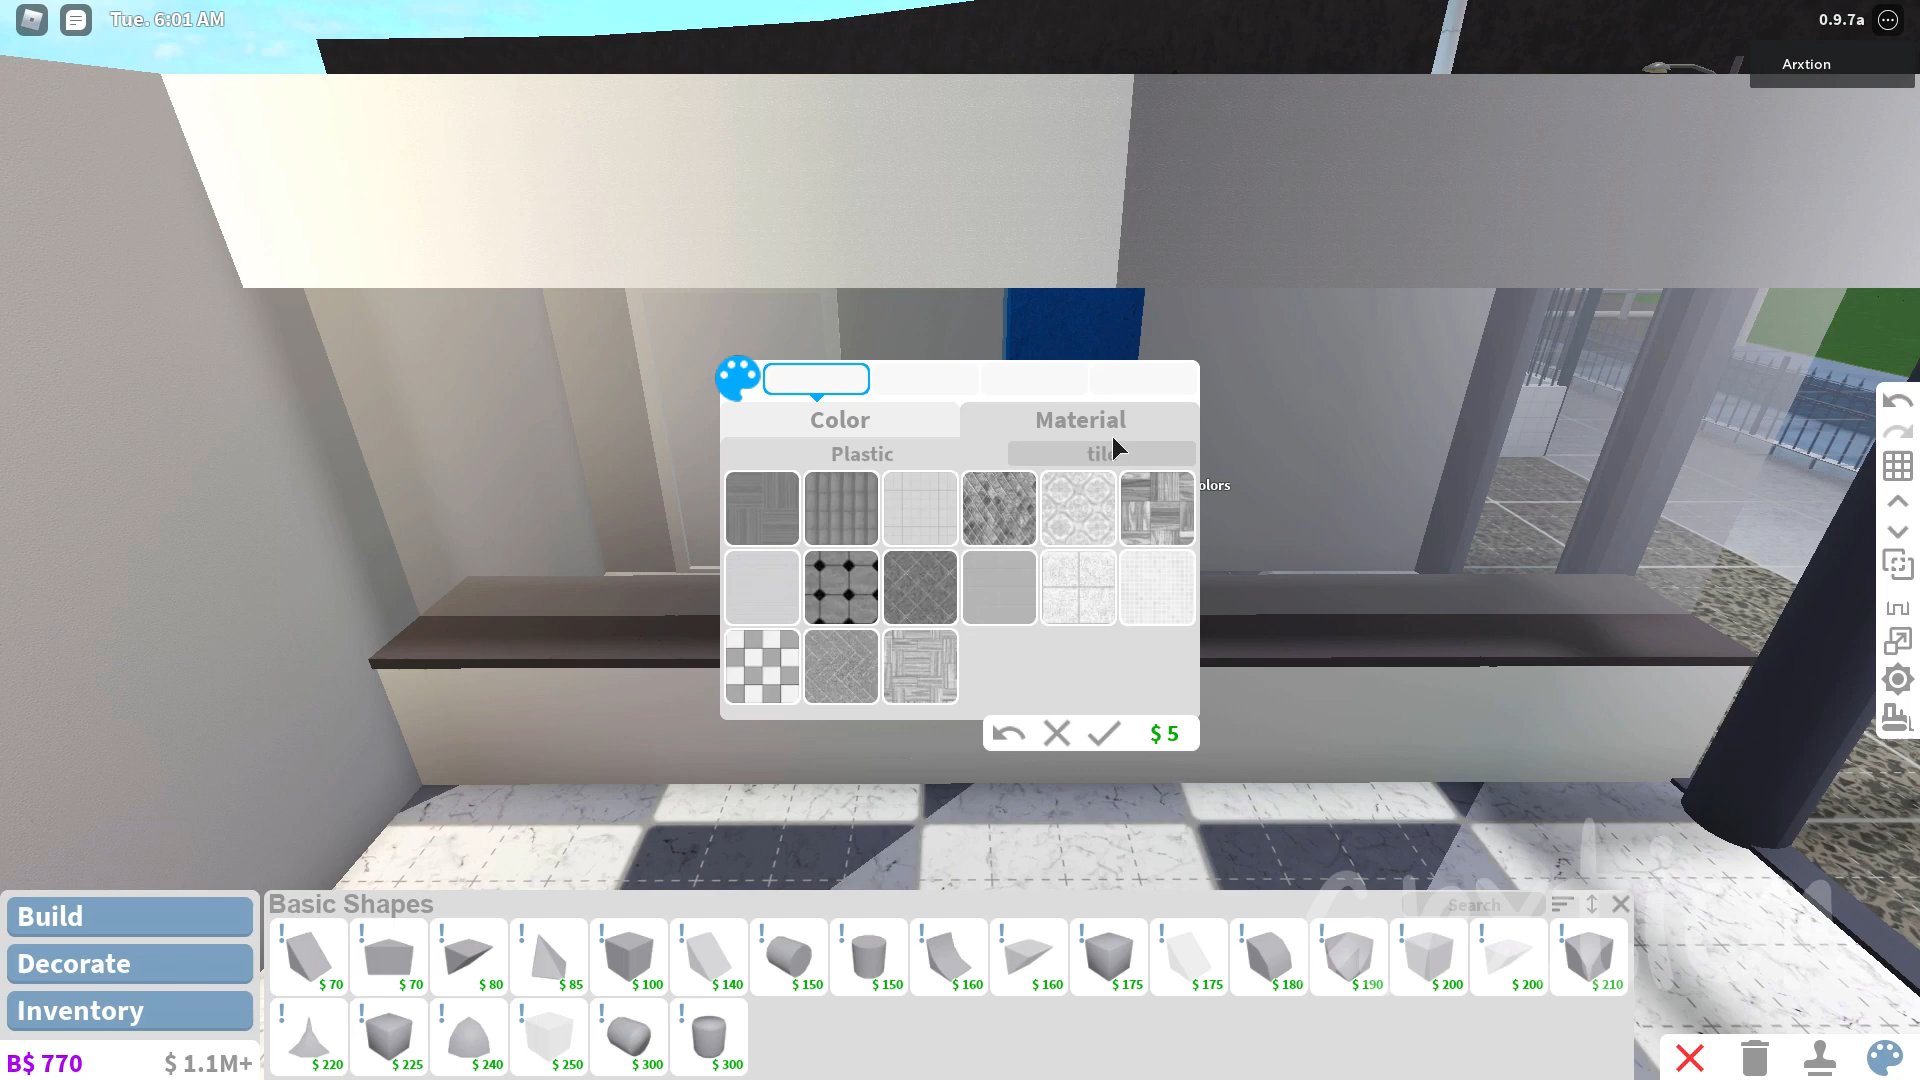 Tue. 6:01 AM
0.9.7a
Arxtion
Color
Material
Plastic
olors
$ 5
Build
Decorate
Inventory
B$ 770
$ 1.1M+
Basic Shapes
Search
$ 70
$ 70
$ 80
$ 85
$ 100
$ 140
$ 150
$ 150
$ 160
$ 160
$ 175
$ 175
$ 180
$ 190
$ 200
$ 200
$ 210
$ 220
$ 225
$ 240
$ 250
$ 300
$ 300